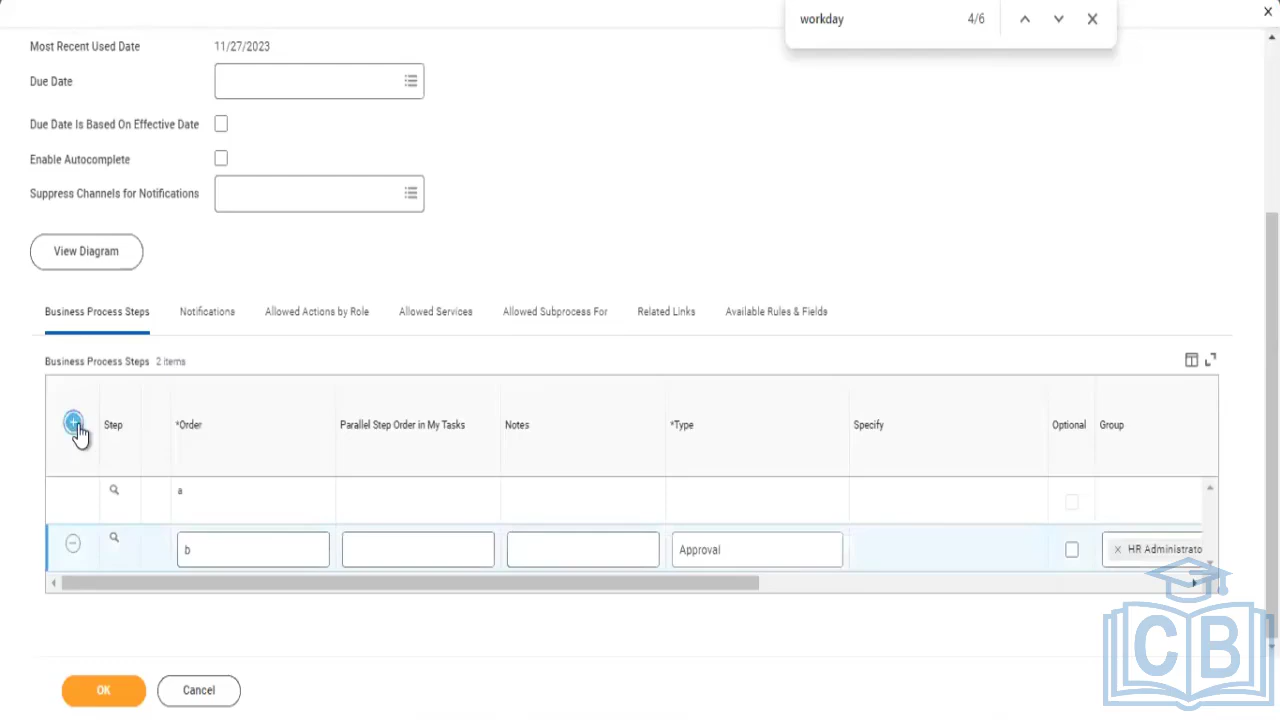 workday 4/6
Most Recent Used Date 11/27/2023
Due Date
Due Date Is Based On Effective Date
Enable Autocomplete
Suppress Channels for Notifications
View Diagram
Business Process Steps Notifications Allowed Actions by Role Allowed Services Allowed Subprocess For Related Links Available Rules & Fields
Business Process Steps 2 items
Step *Order Parallel Step Order in My Tasks Notes *Type Specify Optional Group
a
b Approval HR Administrato
OK Cancel
CB